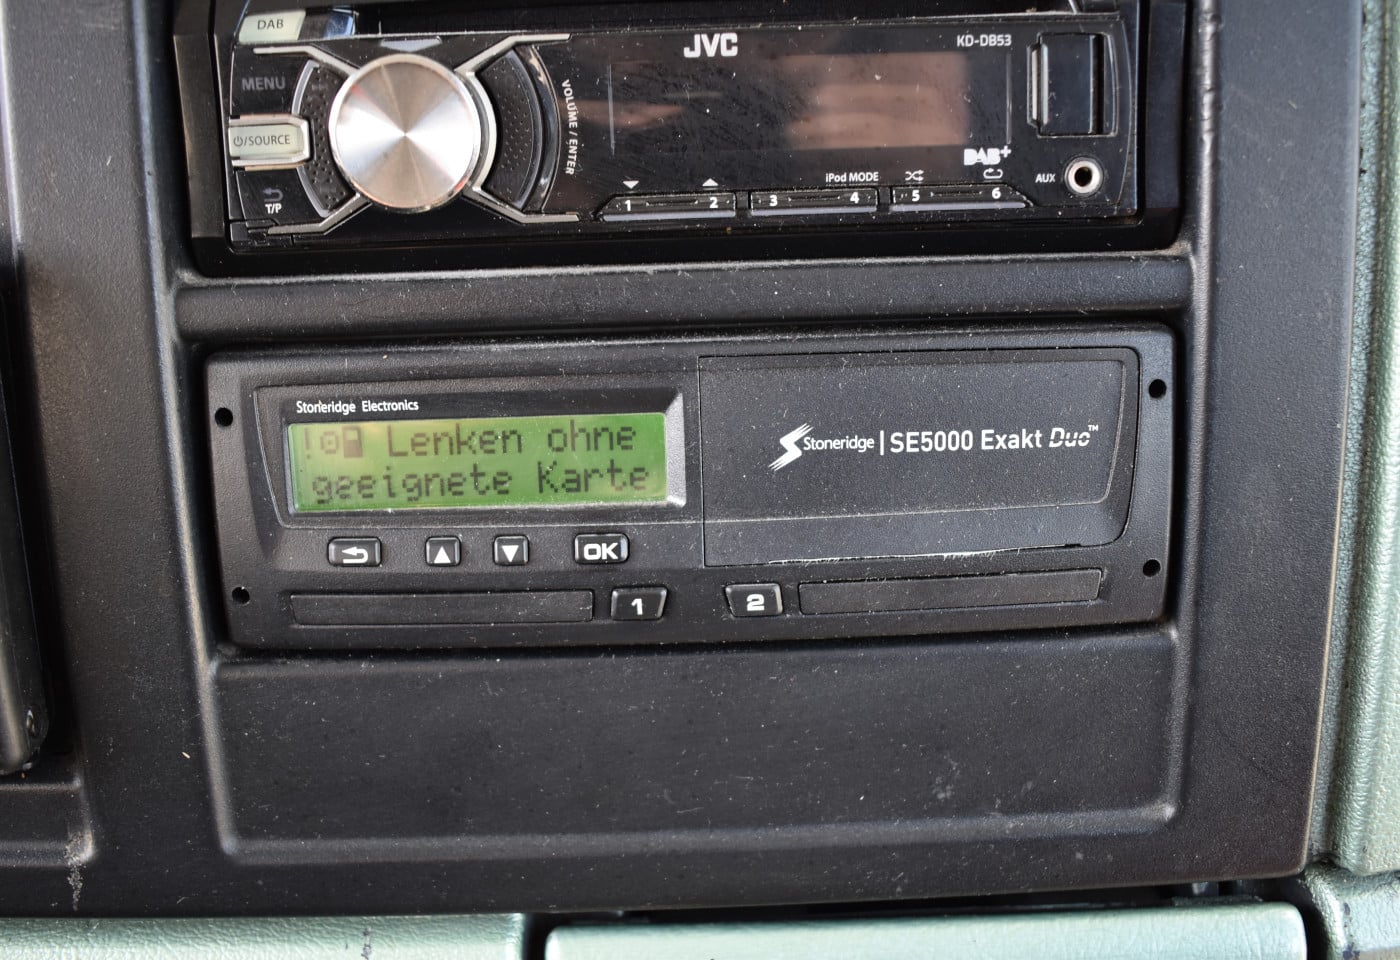 DAB
JVC
KD-DB53
MENU
VOLUME / ENTER
/SOURCE
DAB+
iPod MODE
AUX
T/P
1 2 3 4 5 6
Stoneridge Electronics
! Lenken ohne
geeignete Karte
Stoneridge | SE5000 Exakt Duo™
OK
1 2